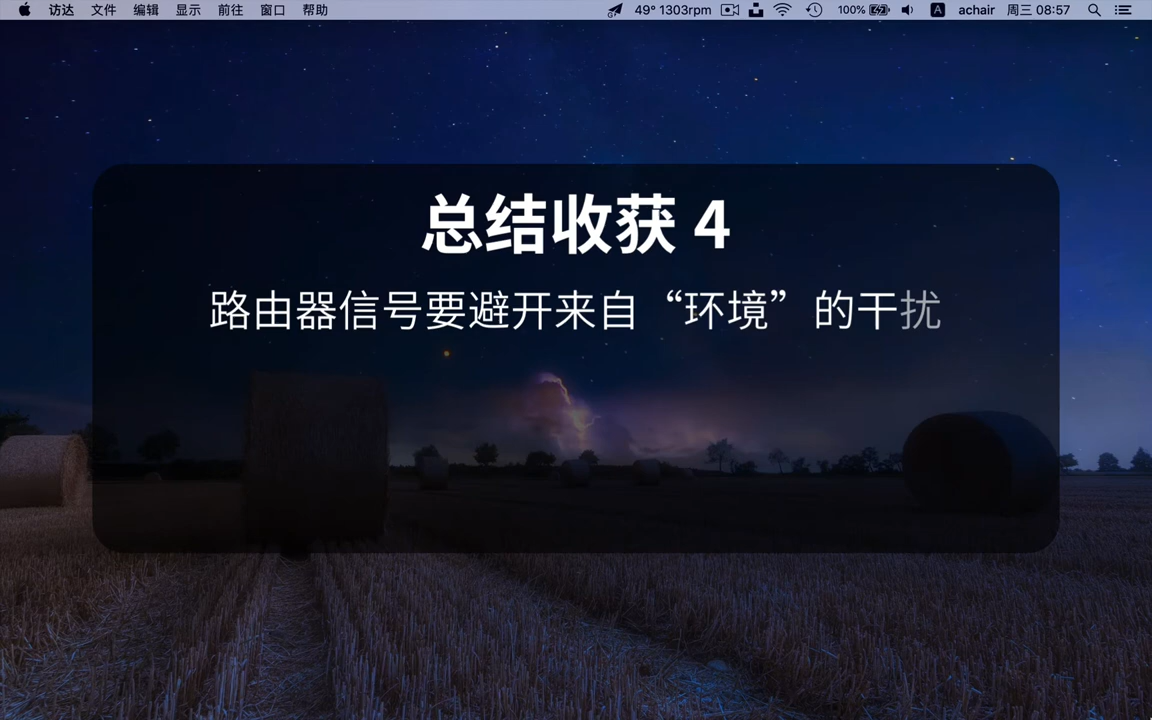 访达 文件 编辑 显示 前往 窗口 帮助 49° 1303rpm 100% A achair 周三 08:57
总结收获 4
路由器信号要避开来自“环境”的干扰